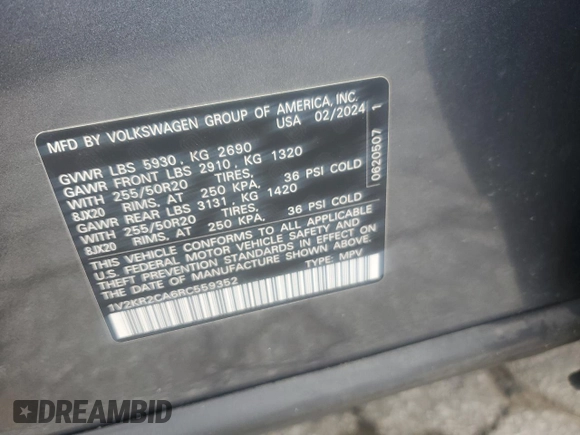 MFD BY VOLKSWAGEN GROUP OF AMERICA, INC.
USA 02/2024
GVWR LBS 5930, KG 2690
GAWR FRONT LBS 2910, KG 1320
WITH 255/50R20 TIRES,
8JX20 RIMS, AT 250 KPA, 36 PSI COLD
GAWR REAR LBS 3131, KG 1420
WITH 255/50R20 TIRES,
8JX20 RIMS, AT 250 KPA, 36 PSI COLD
THIS VEHICLE CONFORMS TO ALL APPLICABLE
U.S. FEDERAL MOTOR VEHICLE SAFETY AND
THEFT PREVENTION STANDARDS IN EFFECT ON
THE DATE OF MANUFACTURE SHOWN ABOVE.
TYPE: MPV
1V2KR2CA6RC559352
0620507 1
DREAMBID